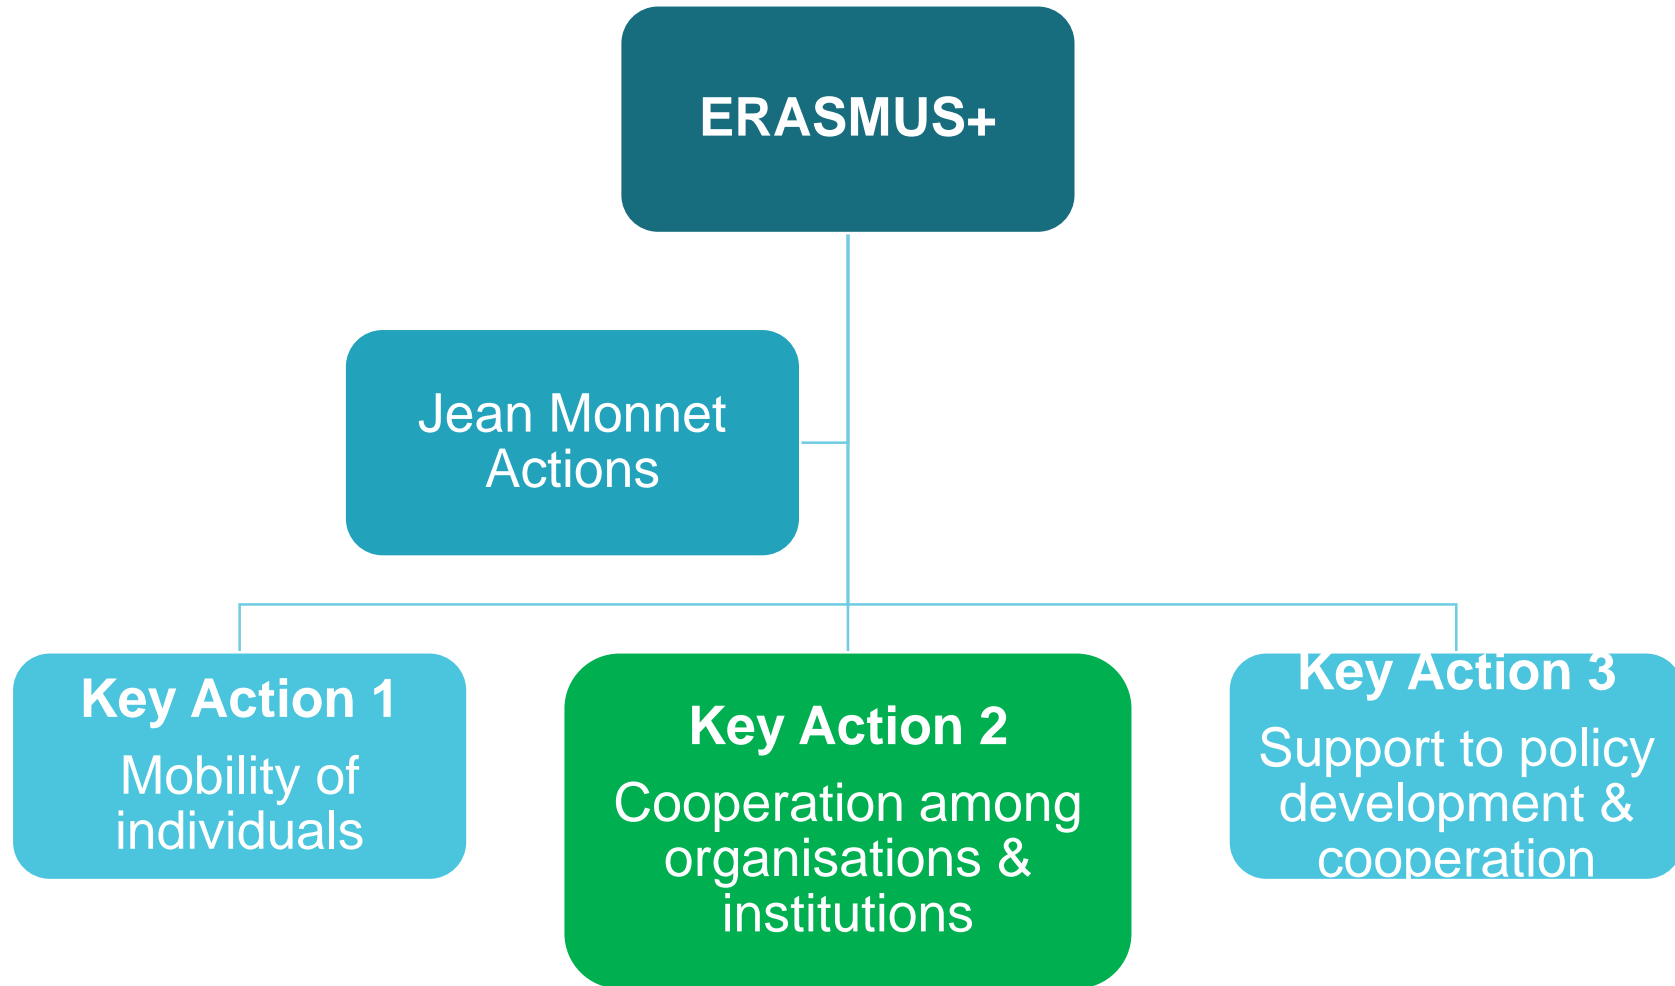 ERASMUS+
Jean Monnet
Actions
Key Action 1
Mobility of
individuals
Key Action 2
Cooperation among
organisations &
institutions
Key Action 3
Support to policy
development &
cooperation